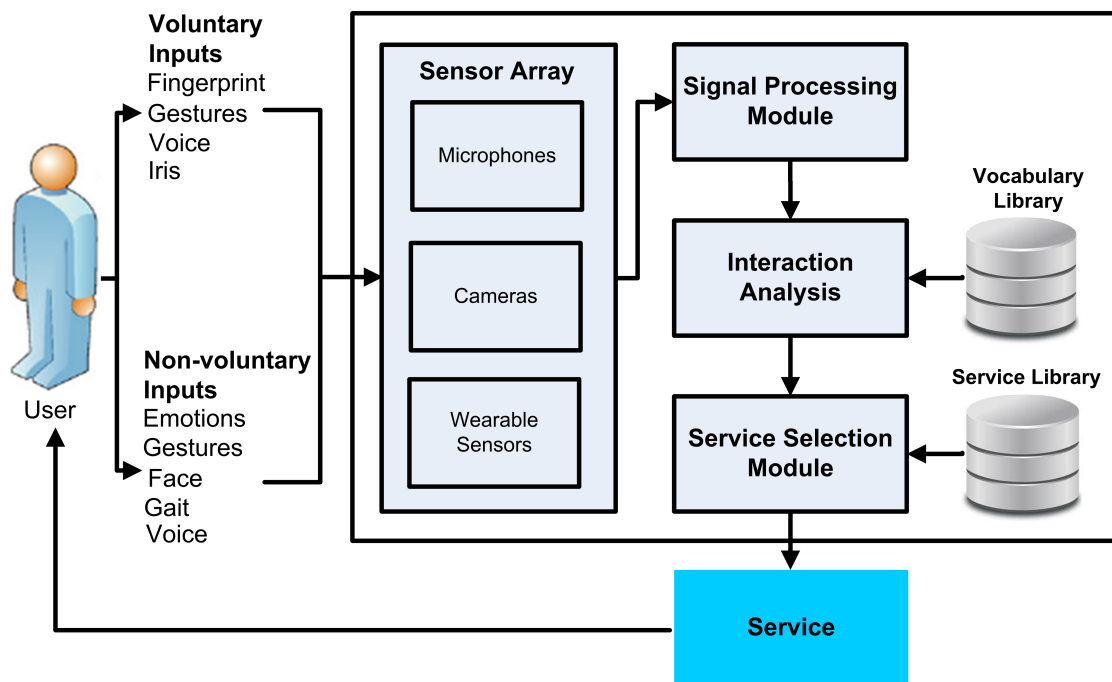 Voluntary
Inputs
Fingerprint
Gestures
Voice
Iris
User
Non-voluntary
Inputs
Emotions
Gestures
Face
Gait
Voice
Sensor Array
Microphones
Cameras
Wearable
Sensors
Signal Processing
Module
Interaction
Analysis
Vocabulary
Library
Service Selection
Module
Service Library
Service